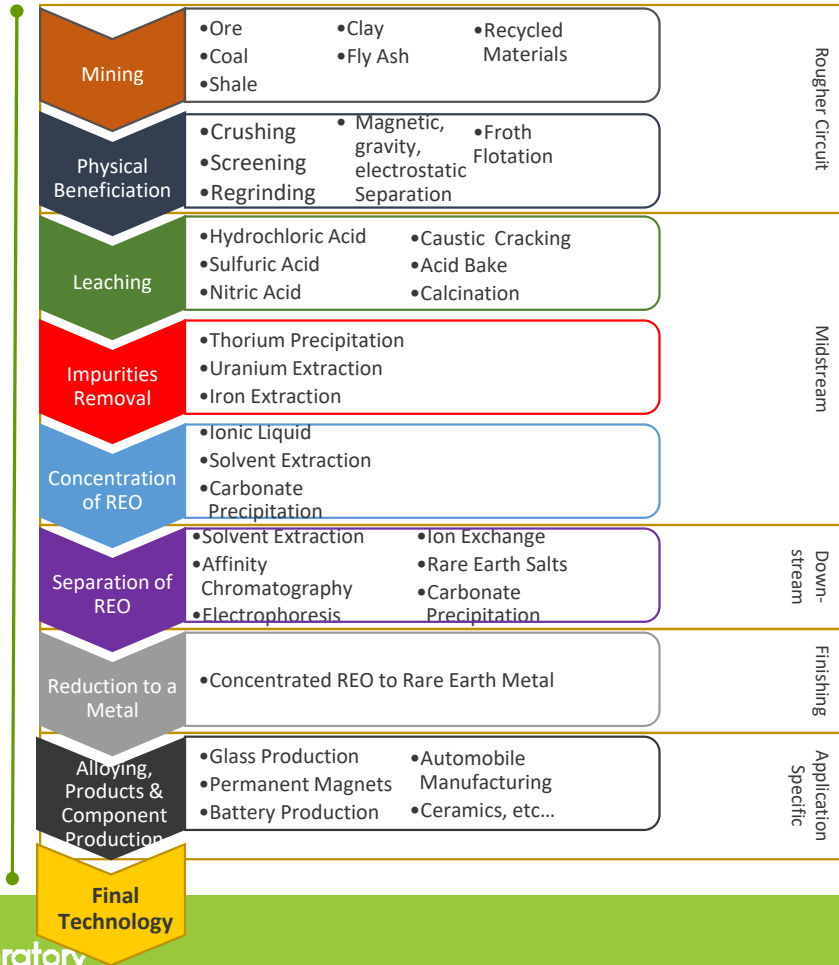 Mining
•Ore
•Coal
•Shale
•Clay
•Fly Ash
•Recycled
Materials
Rougher Circuit
Physical
Beneficiation
•Crushing
•Screening
•Regrinding
• Magnetic,
gravity,
electrostatic
Separation
•Froth
Flotation
Leaching
•Hydrochloric Acid
•Sulfuric Acid
•Nitric Acid
•Caustic Cracking
•Acid Bake
•Calcination
Midstream
Impurities
Removal
•Thorium Precipitation
•Uranium Extraction
•Iron Extraction
Concentration
of REO
•Ionic Liquid
•Solvent Extraction
•Carbonate
Precipitation
Separation of
REO
•Solvent Extraction
•Affinity
Chromatography
•Electrophoresis
•Ion Exchange
•Rare Earth Salts
•Carbonate
Precipitation
Down-
stream
Reduction to a
Metal
•Concentrated REO to Rare Earth Metal
Finishing
Alloying,
Products &
Component
Production
•Glass Production
•Permanent Magnets
•Battery Production
•Automobile
Manufacturing
•Ceramics, etc…
Application
Specific
Final
Technology